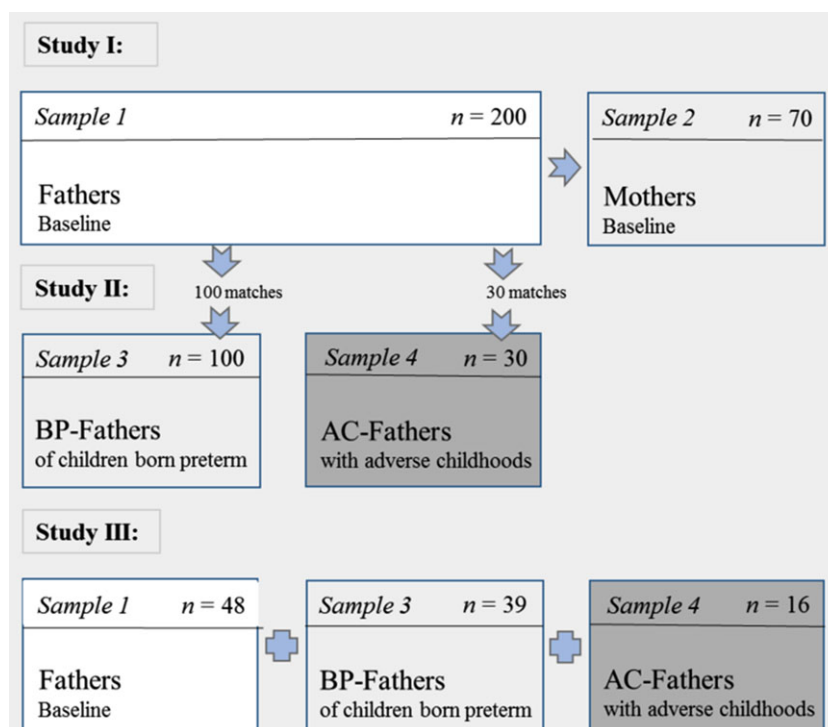 Study I:
Sample 1 n = 200
Fathers
Baseline
Sample 2 n = 70
Mothers
Baseline
Study II:
100 matches
30 matches
Sample 3 n = 100
BP-Fathers
of children born preterm
Sample 4 n = 30
AC-Fathers
with adverse childhoods
Study III:
Sample 1 n = 48
Fathers
Baseline
Sample 3 n = 39
BP-Fathers
of children born preterm
Sample 4 n = 16
AC-Fathers
with adverse childhoods